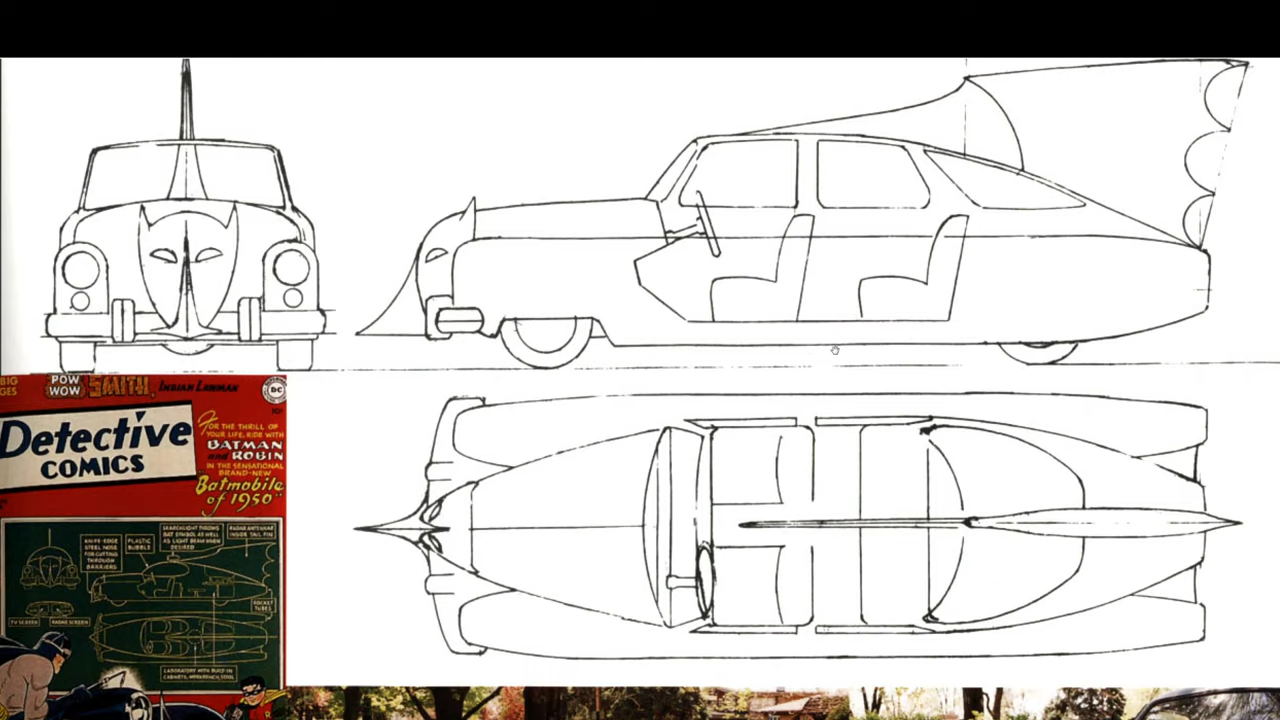 BIG
GES
POW
WOW
SMITH,
INDIAN LAWMAN
DC
Detective
COMICS
FOR THE THRILL OF
YOUR LIFE, RIDE WITH
BATMAN
AND ROBIN
IN THE SENSATIONAL
BRAND-NEW
"Batmobile
of 1950"
KNIFE-EDGE
STEEL NOSE
FOR CUTTING
THROUGH
BARRIERS
PLASTIC
BUBBLE
SEARCHLIGHT THROWS
BAT SYMBOL AS WELL
AS LIGHT BEAM WHEN
DESIRED
RADAR ANTENNAE
INSIDE TAIL FIN
ROCKET
TUBES
TV SCREEN
RADAR SCREEN
LABORATORY WITH BUILT-IN
CABINETS, WORKBENCH, STOOL